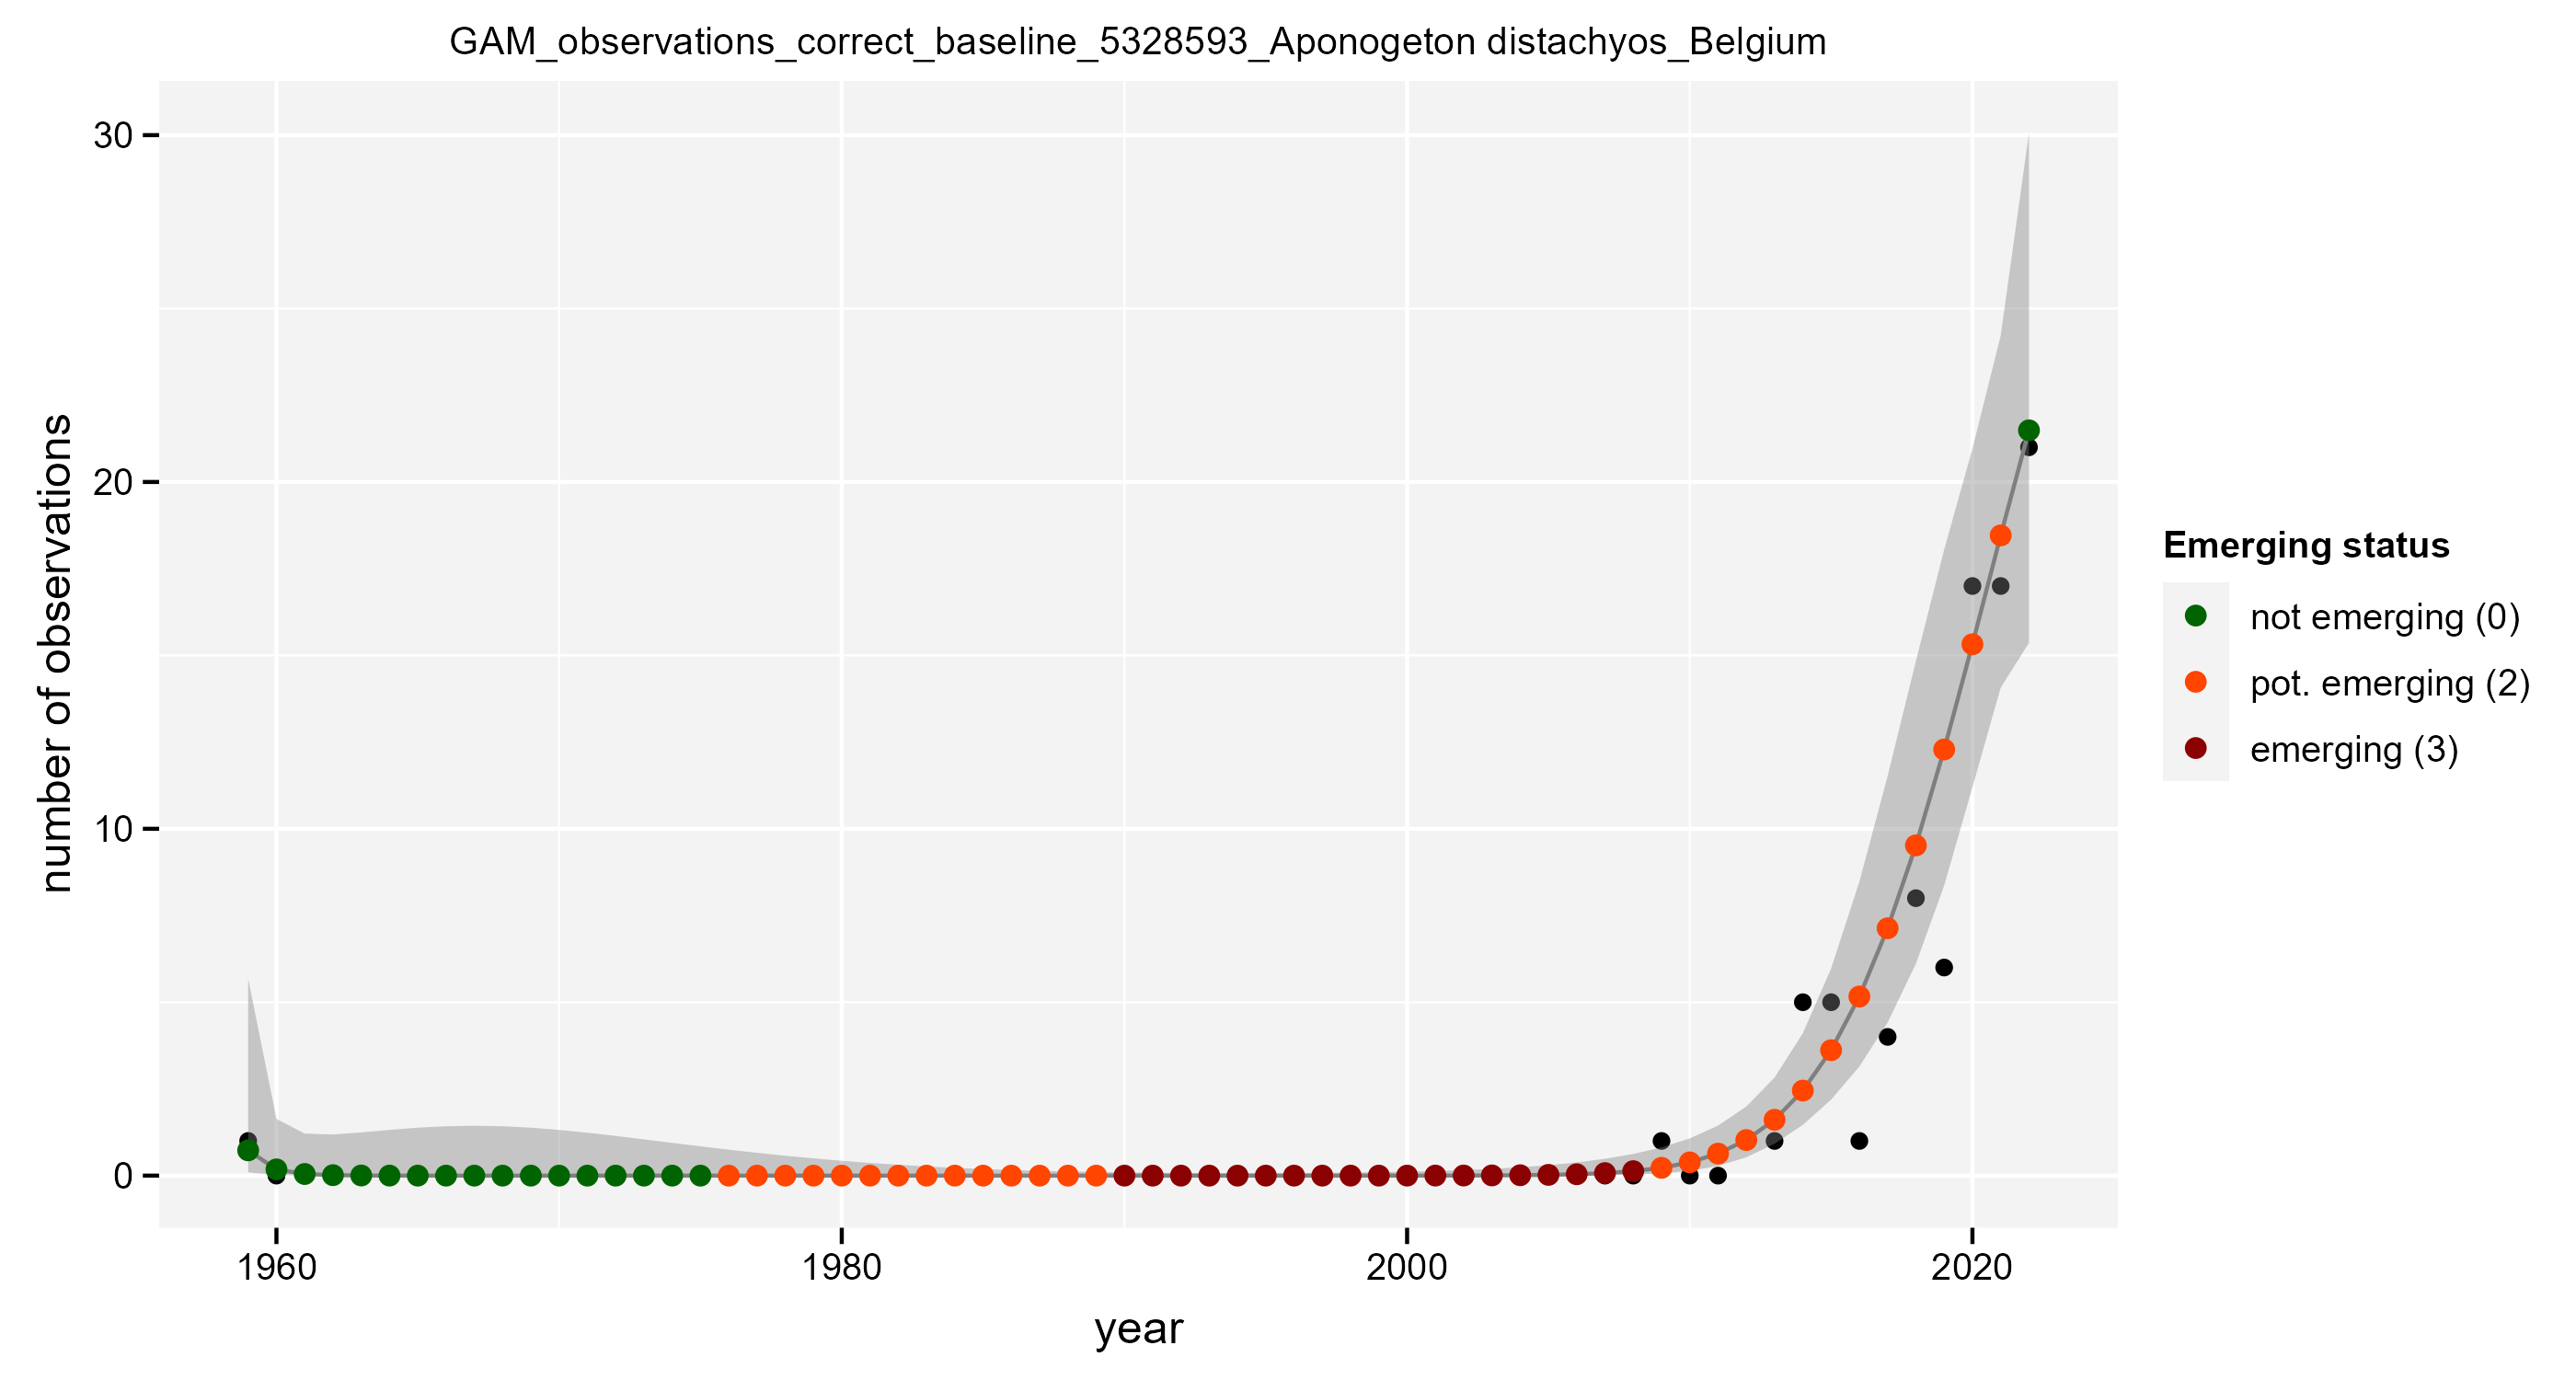 GAM_observations_correct_baseline_5328593_Aponogeton distachyos_Belgium
30
20
10
0
number of observations
1960
1980
2000
2020
year
Emerging status
not emerging (0)
pot. emerging (2)
emerging (3)